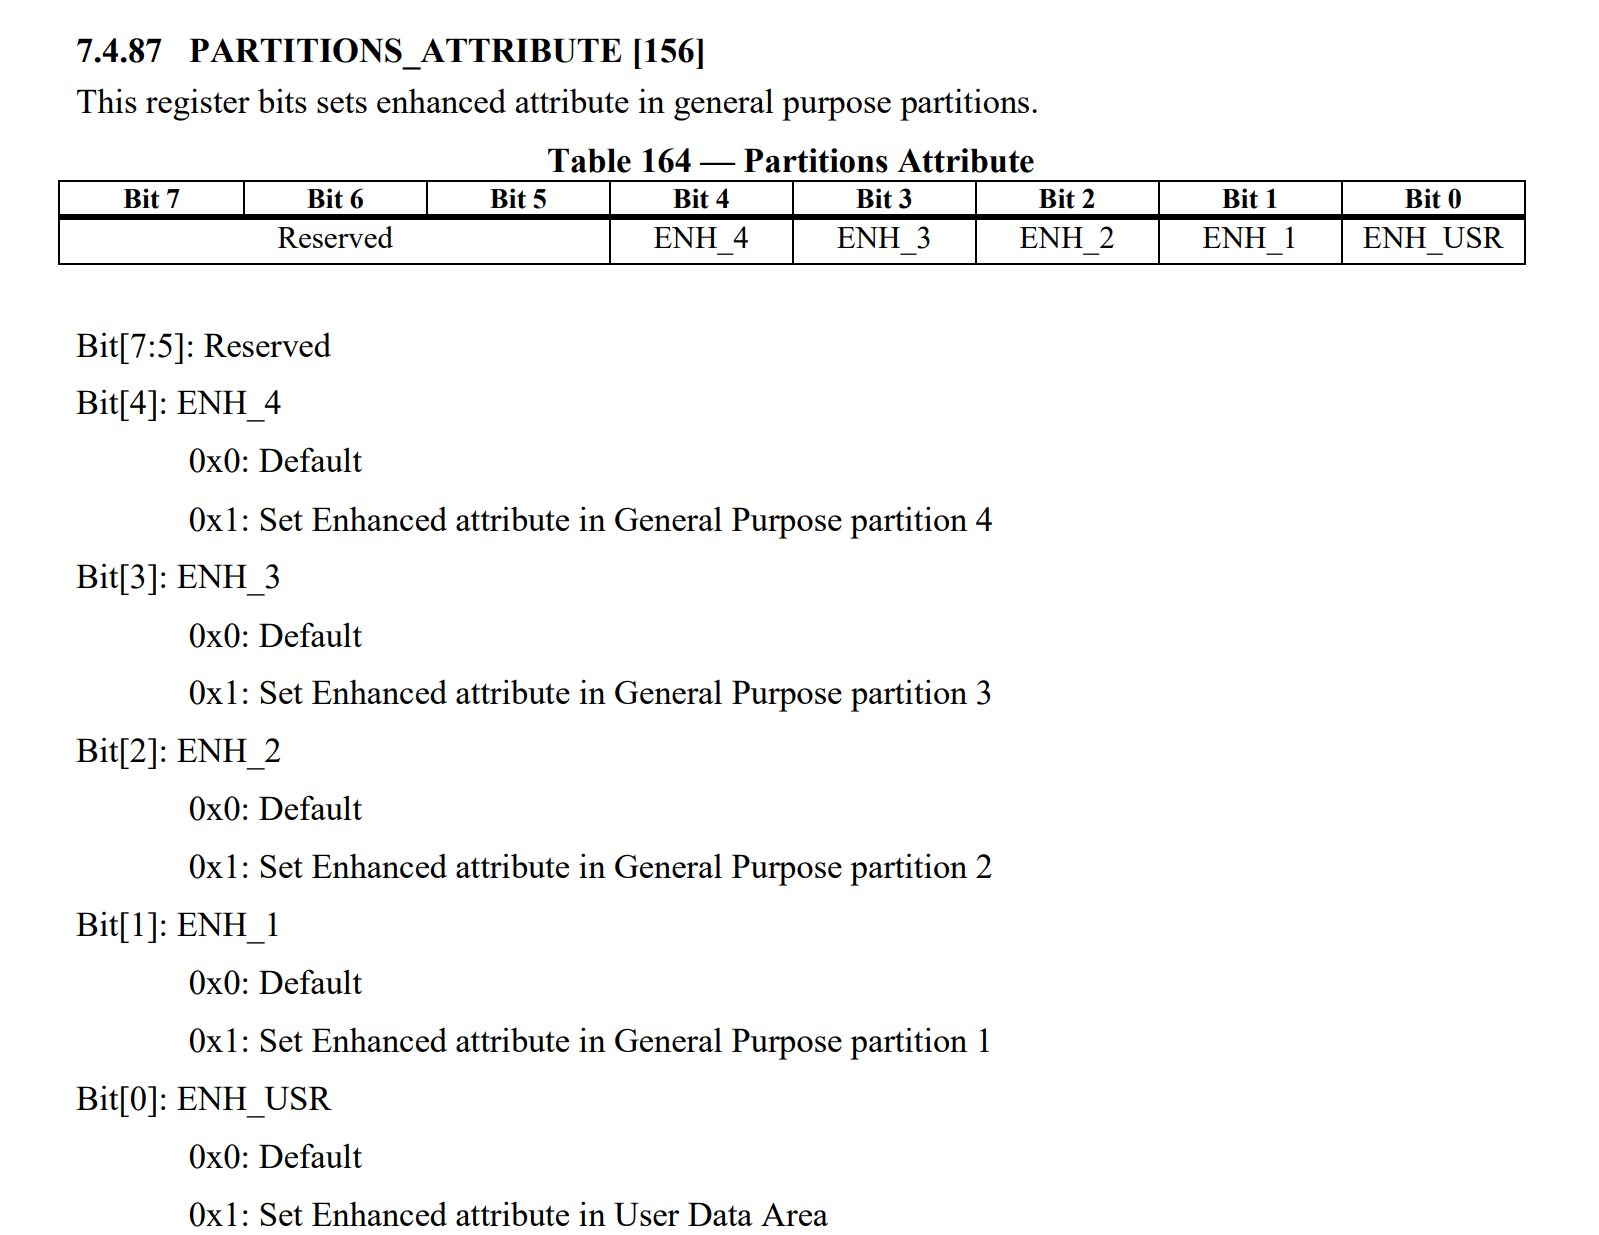 7.4.87 PARTITIONS_ATTRIBUTE [156]
This register bits sets enhanced attribute in general purpose partitions.
Table 164 — Partitions Attribute
Bit 7 Bit 6 Bit 5 Bit 4 Bit 3 Bit 2 Bit 1 Bit 0
Reserved ENH_4 ENH_3 ENH_2 ENH_1 ENH_USR
Bit[7:5]: Reserved
Bit[4]: ENH_4
0x0: Default
0x1: Set Enhanced attribute in General Purpose partition 4
Bit[3]: ENH_3
0x0: Default
0x1: Set Enhanced attribute in General Purpose partition 3
Bit[2]: ENH_2
0x0: Default
0x1: Set Enhanced attribute in General Purpose partition 2
Bit[1]: ENH_1
0x0: Default
0x1: Set Enhanced attribute in General Purpose partition 1
Bit[0]: ENH_USR
0x0: Default
0x1: Set Enhanced attribute in User Data Area